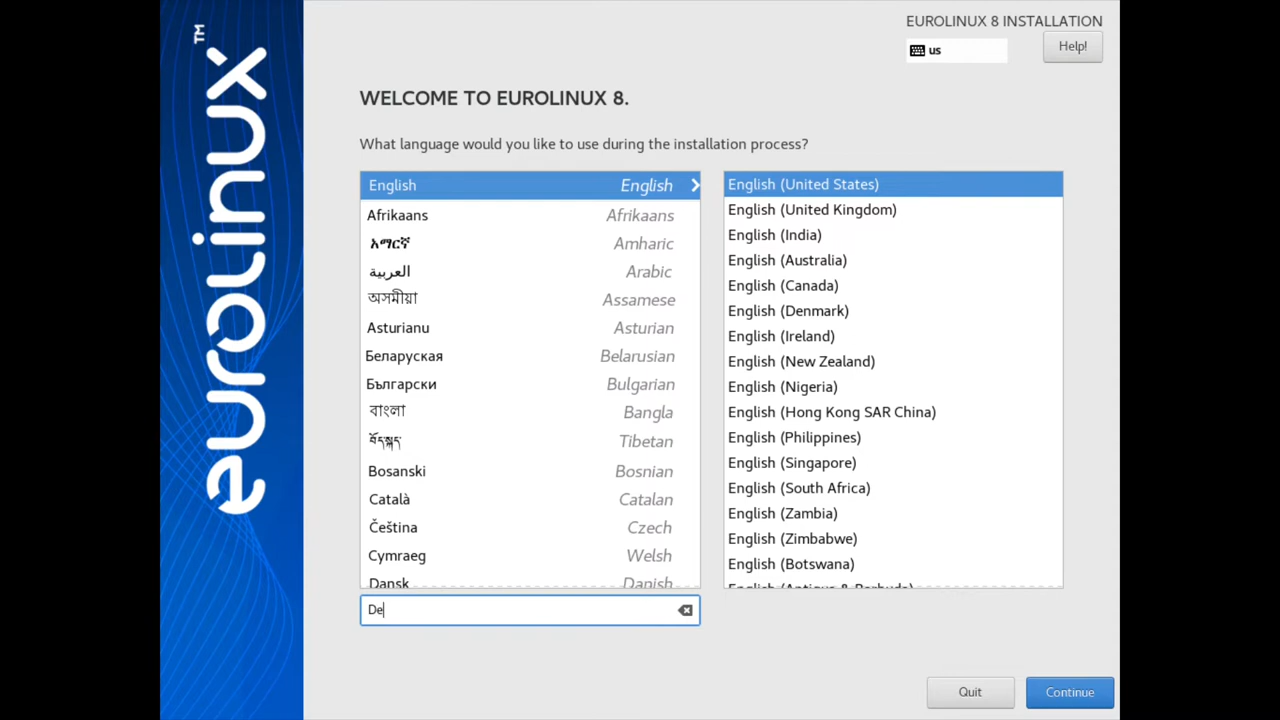 eurolinux™
EUROLINUX 8 INSTALLATION
us
Help!
WELCOME TO EUROLINUX 8.
What language would you like to use during the installation process?
English English
Afrikaans Afrikaans
አማርኛ Amharic
العربية Arabic
অসমীয়া Assamese
Asturianu Asturian
Беларуская Belarusian
Български Bulgarian
বাংলা Bangla
བོད་སྐད་ Tibetan
Bosanski Bosnian
Català Catalan
Čeština Czech
Cymraeg Welsh
Dansk Danish
English (United States)
English (United Kingdom)
English (India)
English (Australia)
English (Canada)
English (Denmark)
English (Ireland)
English (New Zealand)
English (Nigeria)
English (Hong Kong SAR China)
English (Philippines)
English (Singapore)
English (South Africa)
English (Zambia)
English (Zimbabwe)
English (Botswana)
English (Antigua & Barbuda)
De
Quit
Continue